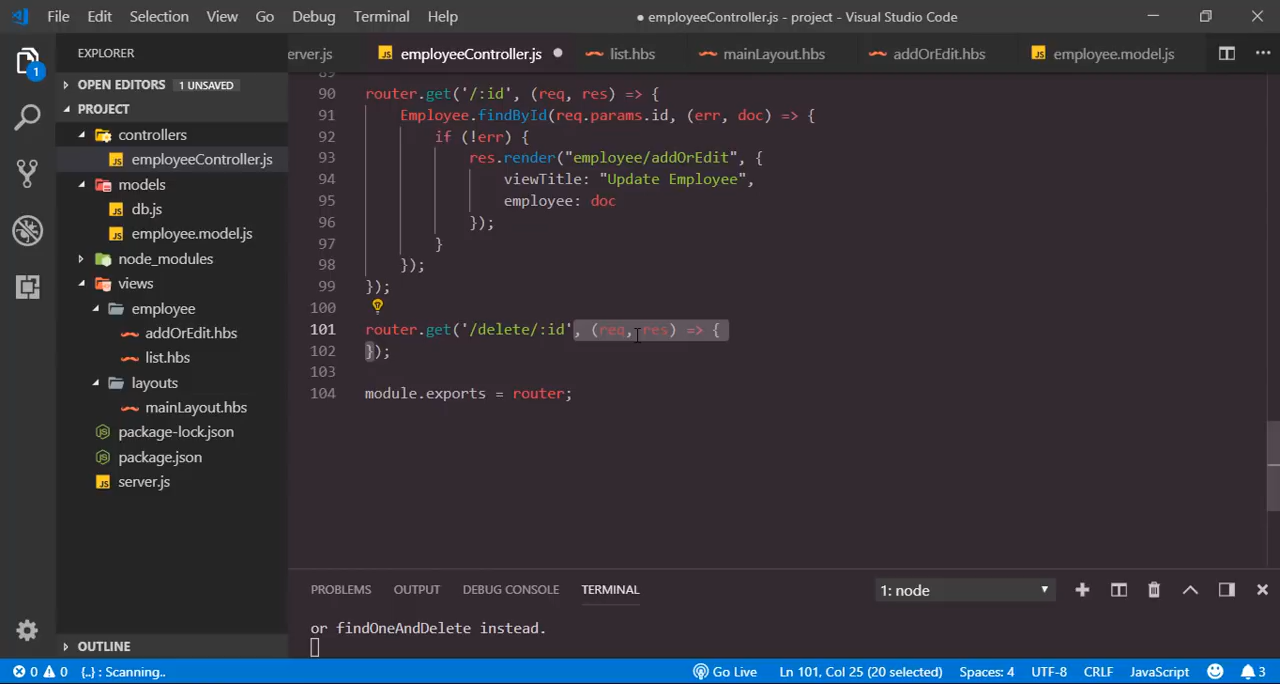 File Edit Selection View Go Debug Terminal Help
● employeeController.js - project - Visual Studio Code
EXPLORER
erver.js employeeController.js list.hbs mainLayout.hbs addOrEdit.hbs employee.model.js
OPEN EDITORS 1 UNSAVED
PROJECT
controllers
employeeController.js
models
db.js
employee.model.js
node_modules
views
employee
addOrEdit.hbs
list.hbs
layouts
mainLayout.hbs
package-lock.json
package.json
server.js
OUTLINE
1
89
90 router.get('/:id', (req, res) => {
91 Employee.findById(req.params.id, (err, doc) => {
92 if (!err) {
93 res.render("employee/addOrEdit", {
94 viewTitle: "Update Employee",
95 employee: doc
96 });
97 }
98 });
99 });
100
101 router.get('/delete/:id', (req, res) => {
102 });
103
104 module.exports = router;
PROBLEMS OUTPUT DEBUG CONSOLE TERMINAL 1: node
or findOneAndDelete instead.
0 0 {..} : Scanning.. Go Live Ln 101, Col 25 (20 selected) Spaces: 4 UTF-8 CRLF JavaScript 3